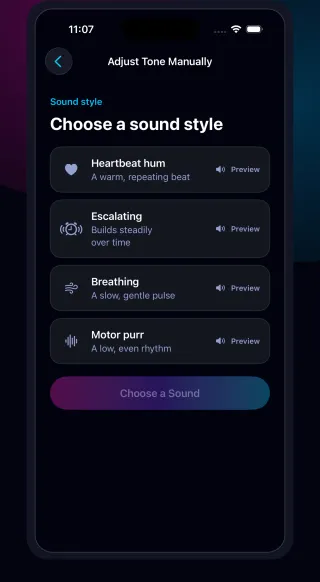 11:07
Adjust Tone Manually
Sound style
Choose a sound style
Heartbeat hum
A warm, repeating beat
Preview
Escalating
Builds steadily
over time
Preview
Breathing
A slow, gentle pulse
Preview
Motor purr
A low, even rhythm
Preview
Choose a Sound